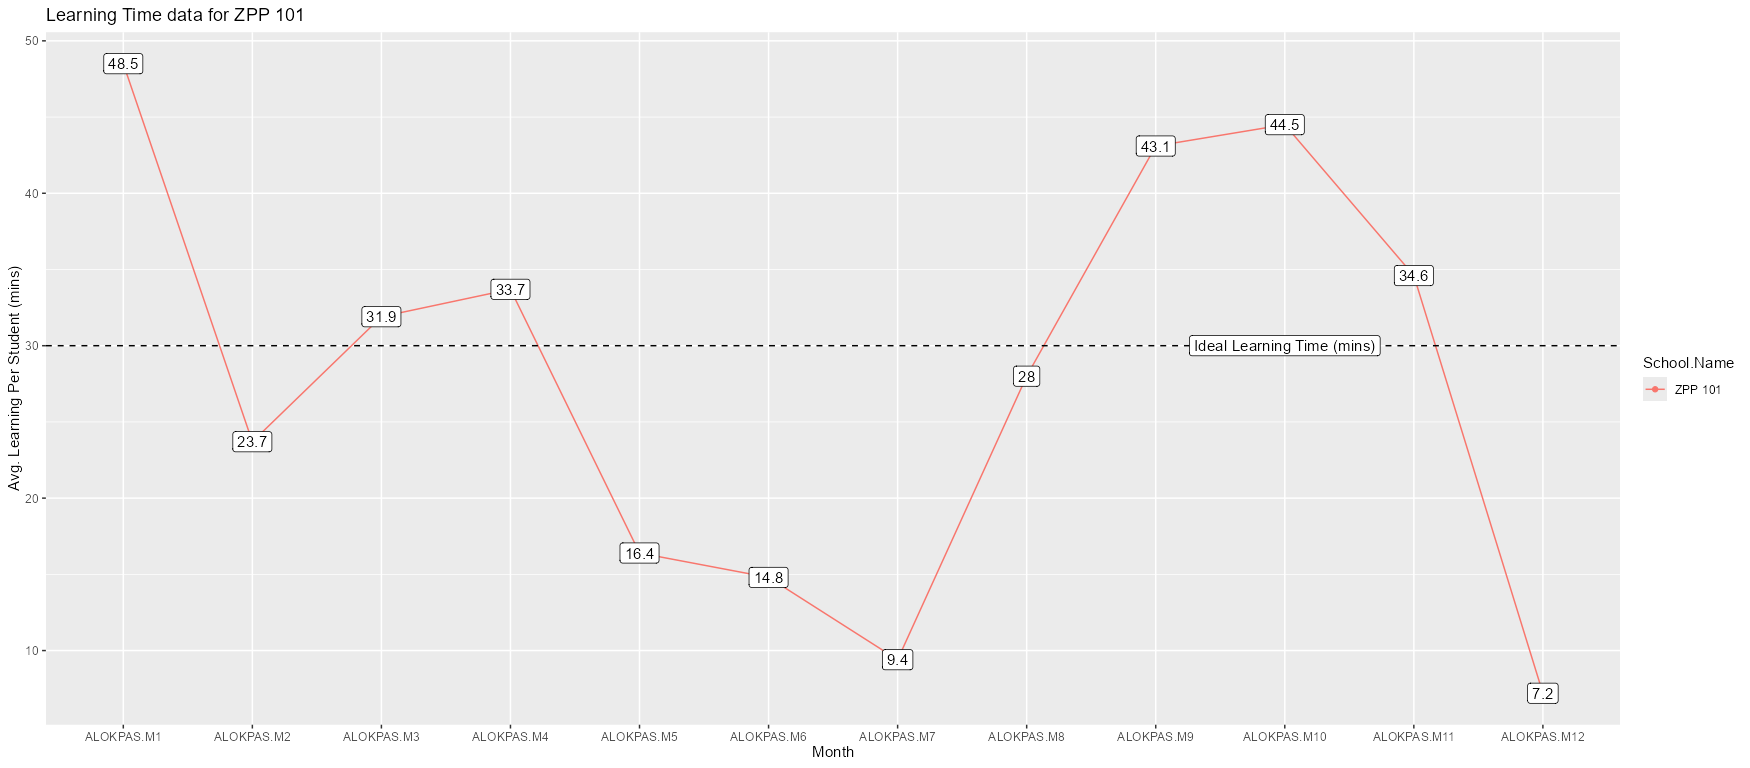 Learning Time data for ZPP 101
Avg. Learning Per Student (mins)
50
40
30
20
10
48.5
23.7
31.9
33.7
16.4
14.8
9.4
28
43.1
44.5
34.6
7.2
Ideal Learning Time (mins)
ALOKPAS.M1
ALOKPAS.M2
ALOKPAS.M3
ALOKPAS.M4
ALOKPAS.M5
ALOKPAS.M6
ALOKPAS.M7
ALOKPAS.M8
ALOKPAS.M9
ALOKPAS.M10
ALOKPAS.M11
ALOKPAS.M12
Month
School.Name
ZPP 101